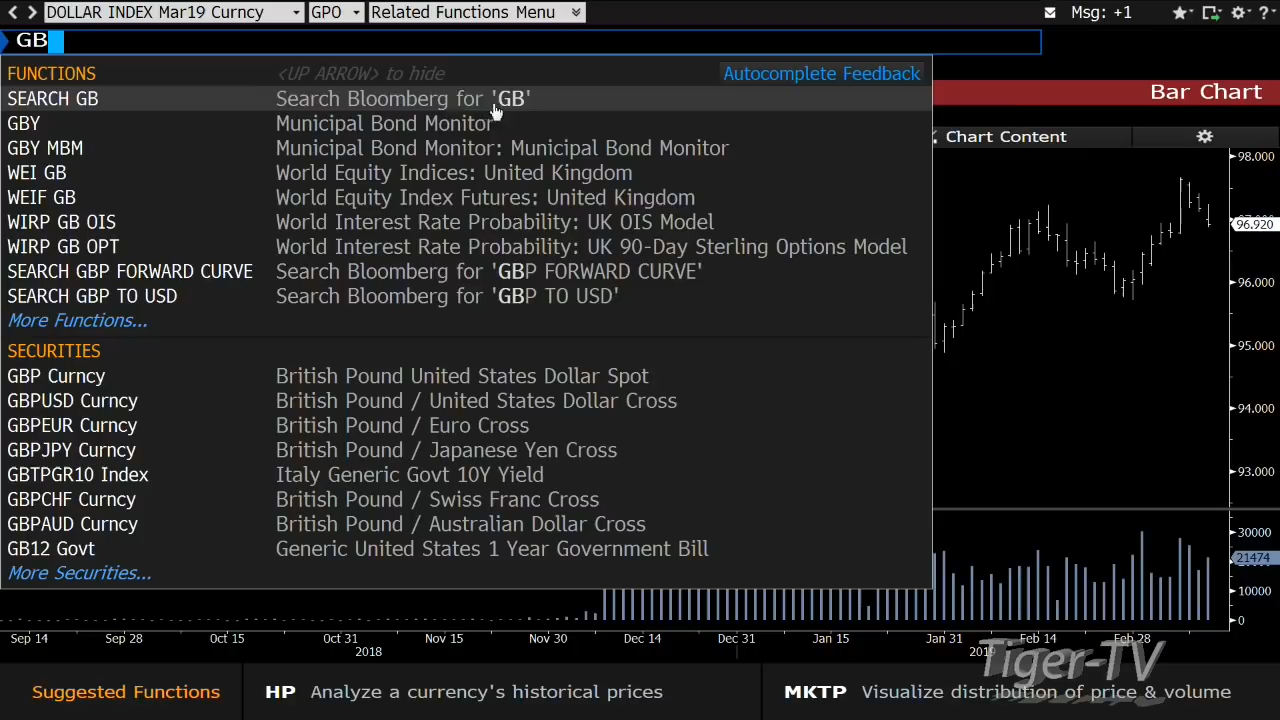 DOLLAR INDEX Mar19 Curncy GPO Related Functions Menu Msg: +1 ?
GB
FUNCTIONS <UP ARROW> to hide Autocomplete Feedback
SEARCH GB Search Bloomberg for 'GB'
GBY Municipal Bond Monitor
GBY MBM Municipal Bond Monitor: Municipal Bond Monitor
WEI GB World Equity Indices: United Kingdom
WEIF GB World Equity Index Futures: United Kingdom
WIRP GB OIS World Interest Rate Probability: UK OIS Model
WIRP GB OPT World Interest Rate Probability: UK 90-Day Sterling Options Model
SEARCH GBP FORWARD CURVE Search Bloomberg for 'GBP FORWARD CURVE'
SEARCH GBP TO USD Search Bloomberg for 'GBP TO USD'
More Functions...
SECURITIES
GBP Curncy British Pound United States Dollar Spot
GBPUSD Curncy British Pound / United States Dollar Cross
GBPEUR Curncy British Pound / Euro Cross
GBPJPY Curncy British Pound / Japanese Yen Cross
GBTPGR10 Index Italy Generic Govt 10Y Yield
GBPCHF Curncy British Pound / Swiss Franc Cross
GBPAUD Curncy British Pound / Australian Dollar Cross
GB12 Govt Generic United States 1 Year Government Bill
More Securities...
Bar Chart
Chart Content
98.000
96.920
96.000
95.000
94.000
93.000
30000
21474
10000
0
Sep 14 Sep 28 Oct 15 Oct 31 Nov 15 Nov 30 Dec 14 Dec 31 Jan 15 Jan 31 Feb 14 Feb 28
2018 2019
Tiger-TV
Suggested Functions HP Analyze a currency's historical prices MKTP Visualize distribution of price & volume